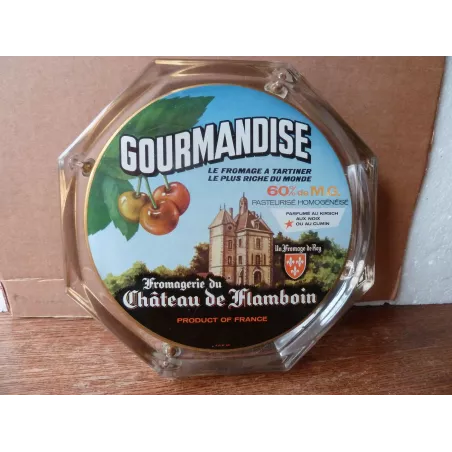 GOURMANDISE
LE FROMAGE A TARTINER
LE PLUS RICHE DU MONDE
60% de M.G.
PASTEURISÉ HOMOGÉNÉISÉ
PARFUMÉ AU KIRSCH
AUX NOIX
OU AU CUMIN
Un Fromage de Roy
Fromagerie du
Château de Flamboin
PRODUCT OF FRANCE